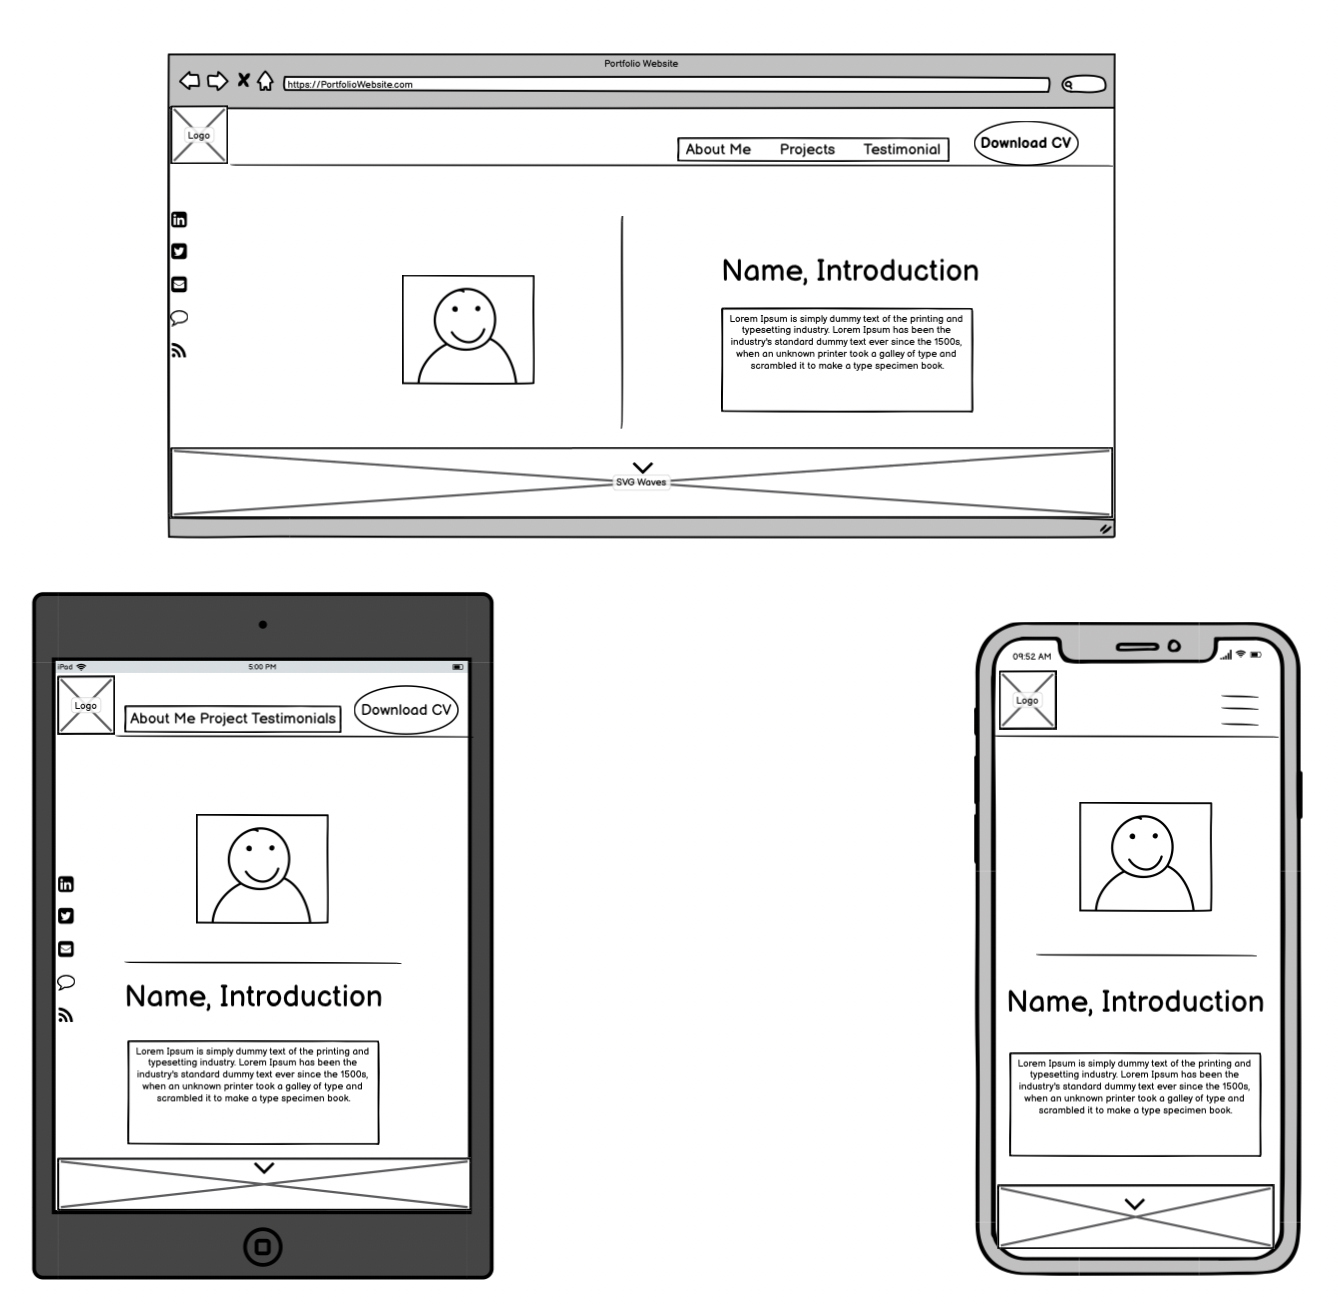 Portfolio Website
https://PortfolioWebsite.com
Logo
About Me Projects Testimonial
Download CV
Name, Introduction
Lorem Ipsum is simply dummy text of the printing and
typesetting industry. Lorem Ipsum has been the
industry's standard dummy text ever since the 1500s,
when an unknown printer took a galley of type and
scrambled it to make a type specimen book.
SVG Waves
iPod
5:00 PM
Logo
About Me Project Testimonials
Download CV
Name, Introduction
Lorem Ipsum is simply dummy text of the printing and
typesetting industry. Lorem Ipsum has been the
industry's standard dummy text ever since the 1500s,
when an unknown printer took a galley of type and
scrambled it to make a type specimen book.
09:52 AM
Logo
Name, Introduction
Lorem Ipsum is simply dummy text of the printing and
typesetting industry. Lorem Ipsum has been the
industry's standard dummy text ever since the 1500s,
when an unknown printer took a galley of type and
scrambled it to make a type specimen book.